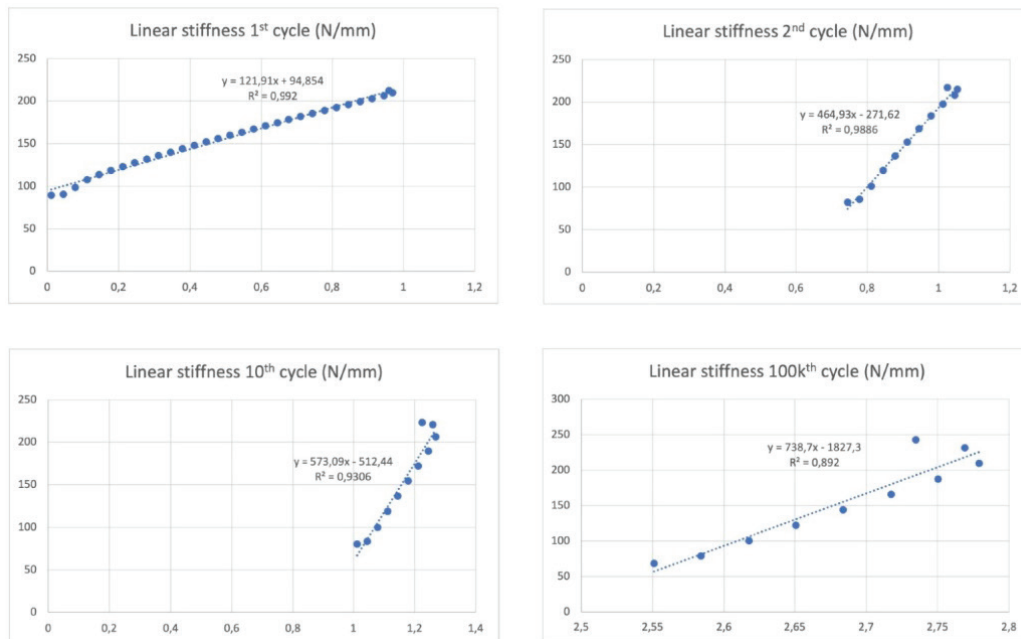 Linear stiffness 1st cycle (N/mm)
250
200
150
100
50
0
y = 121,91x + 94,854
R² = 0,992
0 0,2 0,4 0,6 0,8 1 1,2
Linear stiffness 2nd cycle (N/mm)
250
200
150
100
50
0
y = 464,93x - 271,62
R² = 0,9886
0 0,2 0,4 0,6 0,8 1 1,2
Linear stiffness 10th cycle (N/mm)
250
200
150
100
50
0
y = 573,09x - 512,44
R² = 0,9306
0 0,2 0,4 0,6 0,8 1 1,2 1,4
Linear stiffness 100kth cycle (N/mm)
300
250
200
150
100
50
0
y = 738,7x - 1827,3
R² = 0,892
2,5 2,55 2,6 2,65 2,7 2,75 2,8